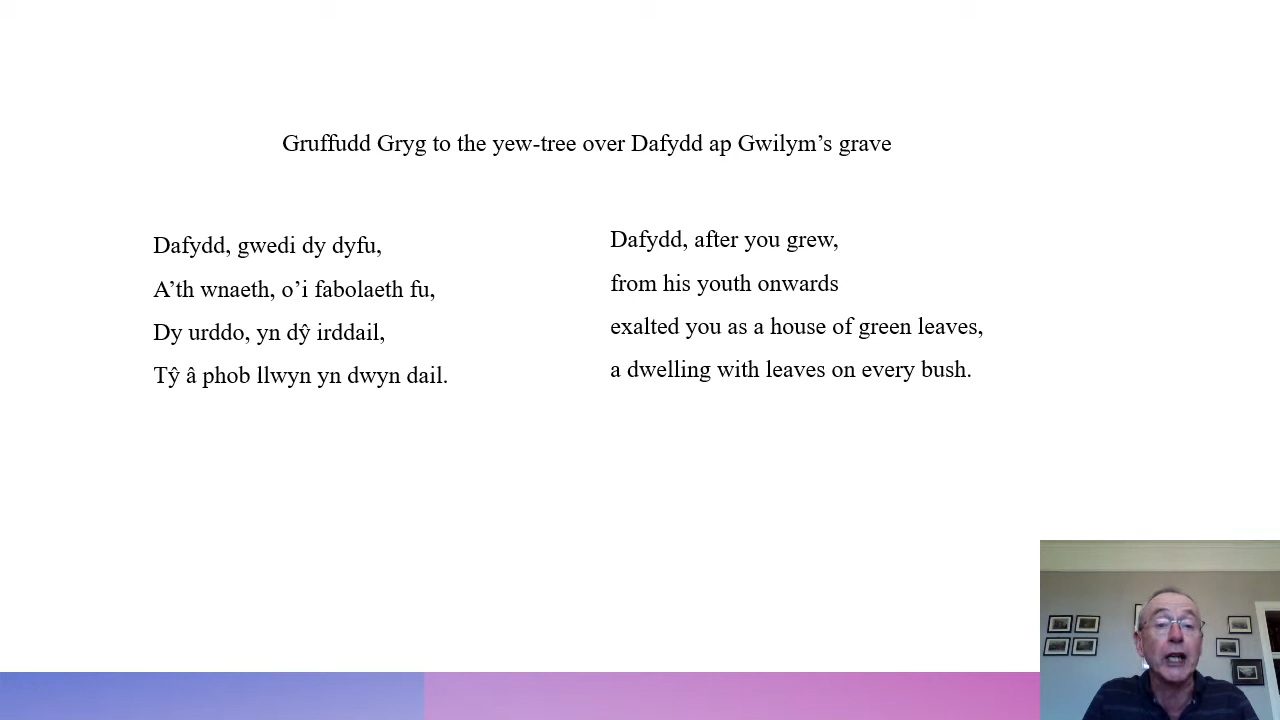 Gruffudd Gryg to the yew-tree over Dafydd ap Gwilym’s grave
Dafydd, gwedi dy dyfu,
A’th wnaeth, o’i fabolaeth fu,
Dy urddo, yn dŷ irddail,
Tŷ â phob llwyn yn dwyn dail.
Dafydd, after you grew,
from his youth onwards
exalted you as a house of green leaves,
a dwelling with leaves on every bush.